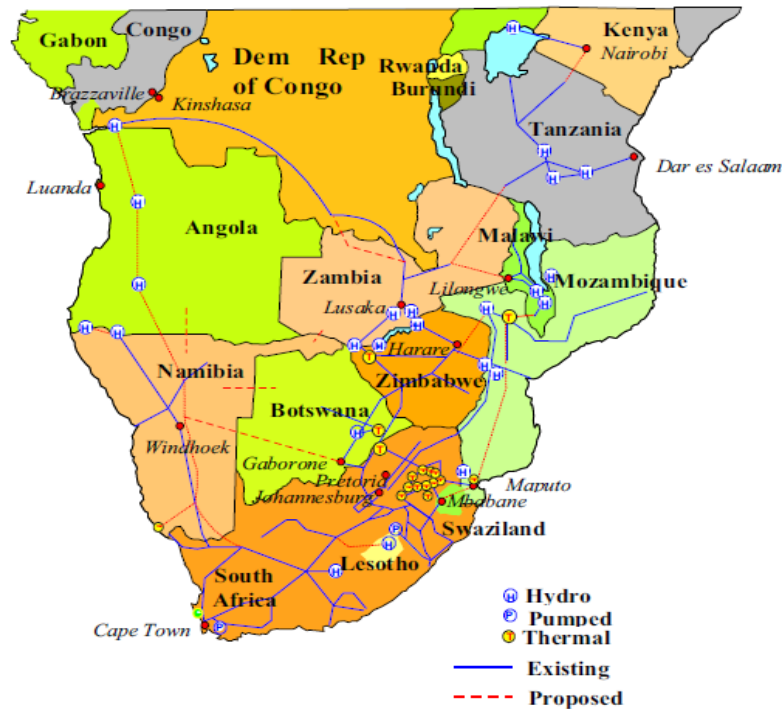 Gabon
Congo
Kenya
Nairobi
Dem Rep
of Congo
Rwanda
Burundi
Brazzaville
Kinshasa
Tanzania
Dar es Salaam
Luanda
Angola
Malawi
Zambia
Lilongwe
Mozambique
Lusaka
Harare
Namibia
Zimbabwe
Botswana
Windhoek
Gaborone
Pretoria
Johannesburg
Maputo
Mbabane
Swaziland
Lesotho
South
Africa
Cape Town
H Hydro
P Pumped
T Thermal
Existing
Proposed